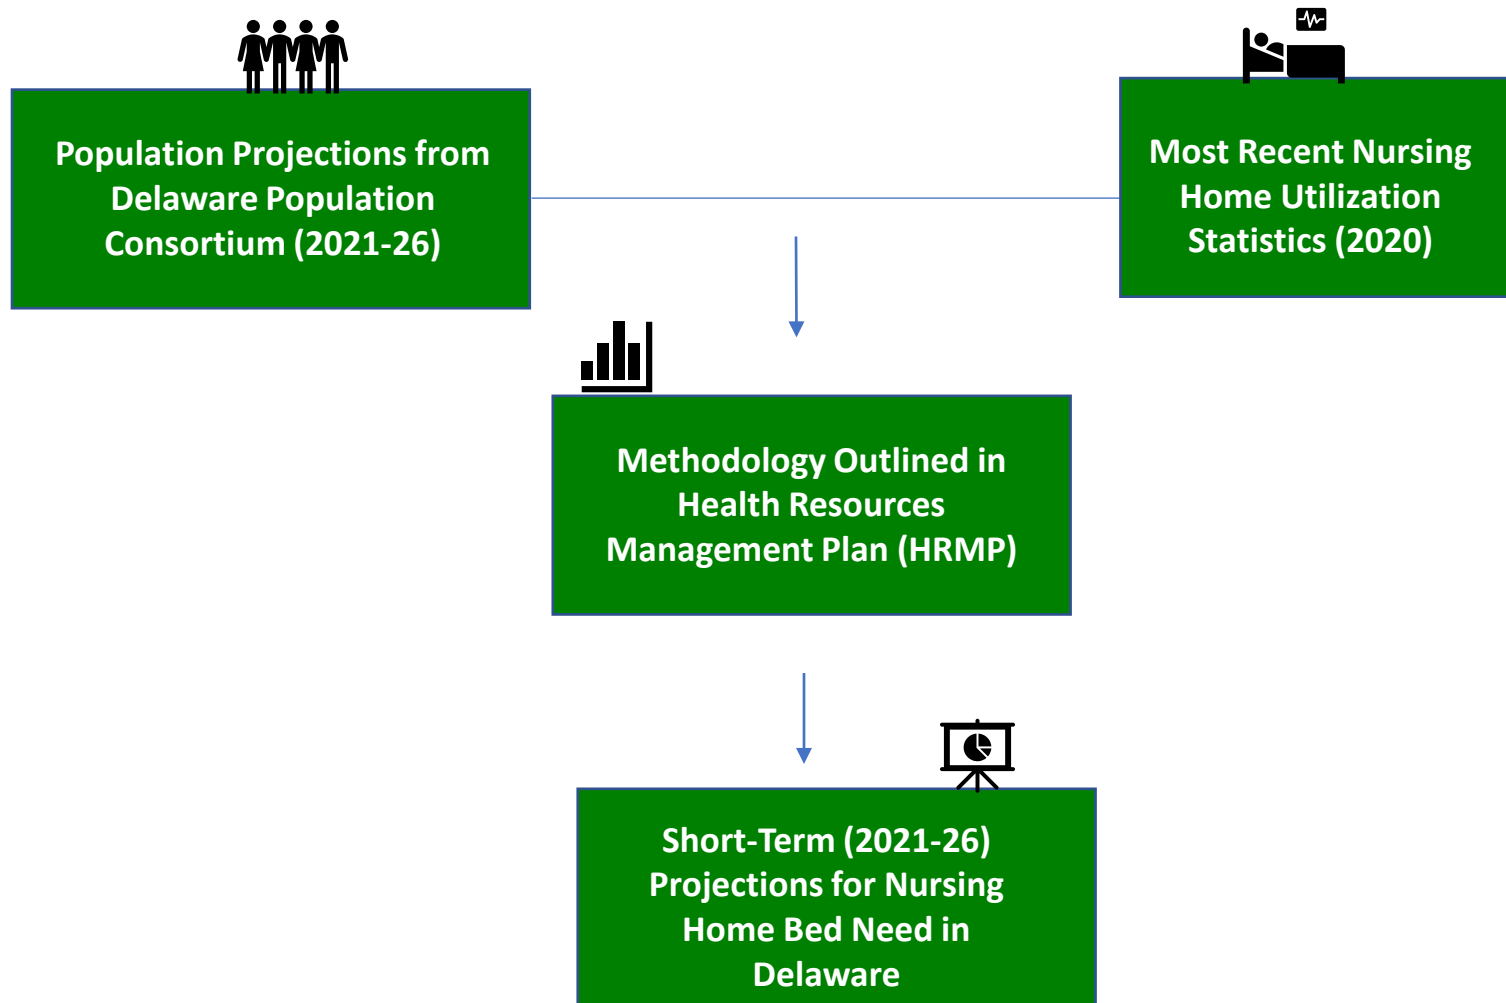 Population Projections from
Delaware Population
Consortium (2021-26)
Most Recent Nursing
Home Utilization
Statistics (2020)
Methodology Outlined in
Health Resources
Management Plan (HRMP)
Short-Term (2021-26)
Projections for Nursing
Home Bed Need in
Delaware